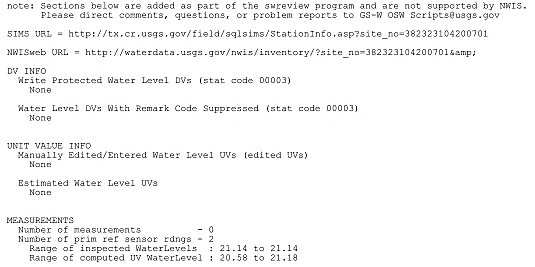 note: Sections below are added as part of the swreview program and are not supported by NWIS.
Please direct comments, questions, or problem reports to GS-W OSW Scripts@usgs.gov
SIMS URL = http://tx.cr.usgs.gov/field/sqlsims/StationInfo.asp?site_no=382323104200701
NWISweb URL = http://waterdata.usgs.gov/nwis/inventory/?site_no=382323104200701&amp;
DV INFO
Write Protected Water Level DVs (stat code 00003)
None
Water Level DVs With Remark Code Suppressed (stat code 00003)
None
UNIT VALUE INFO
Manually Edited/Entered Water Level UVs (edited UVs)
None
Estimated Water Level UVs
None
MEASUREMENTS
Number of measurements - 0
Number of prim ref sensor rdngs - 2
Range of inspected WaterLevels : 21.14 to 21.14
Range of computed UV WaterLevel : 20.58 to 21.18